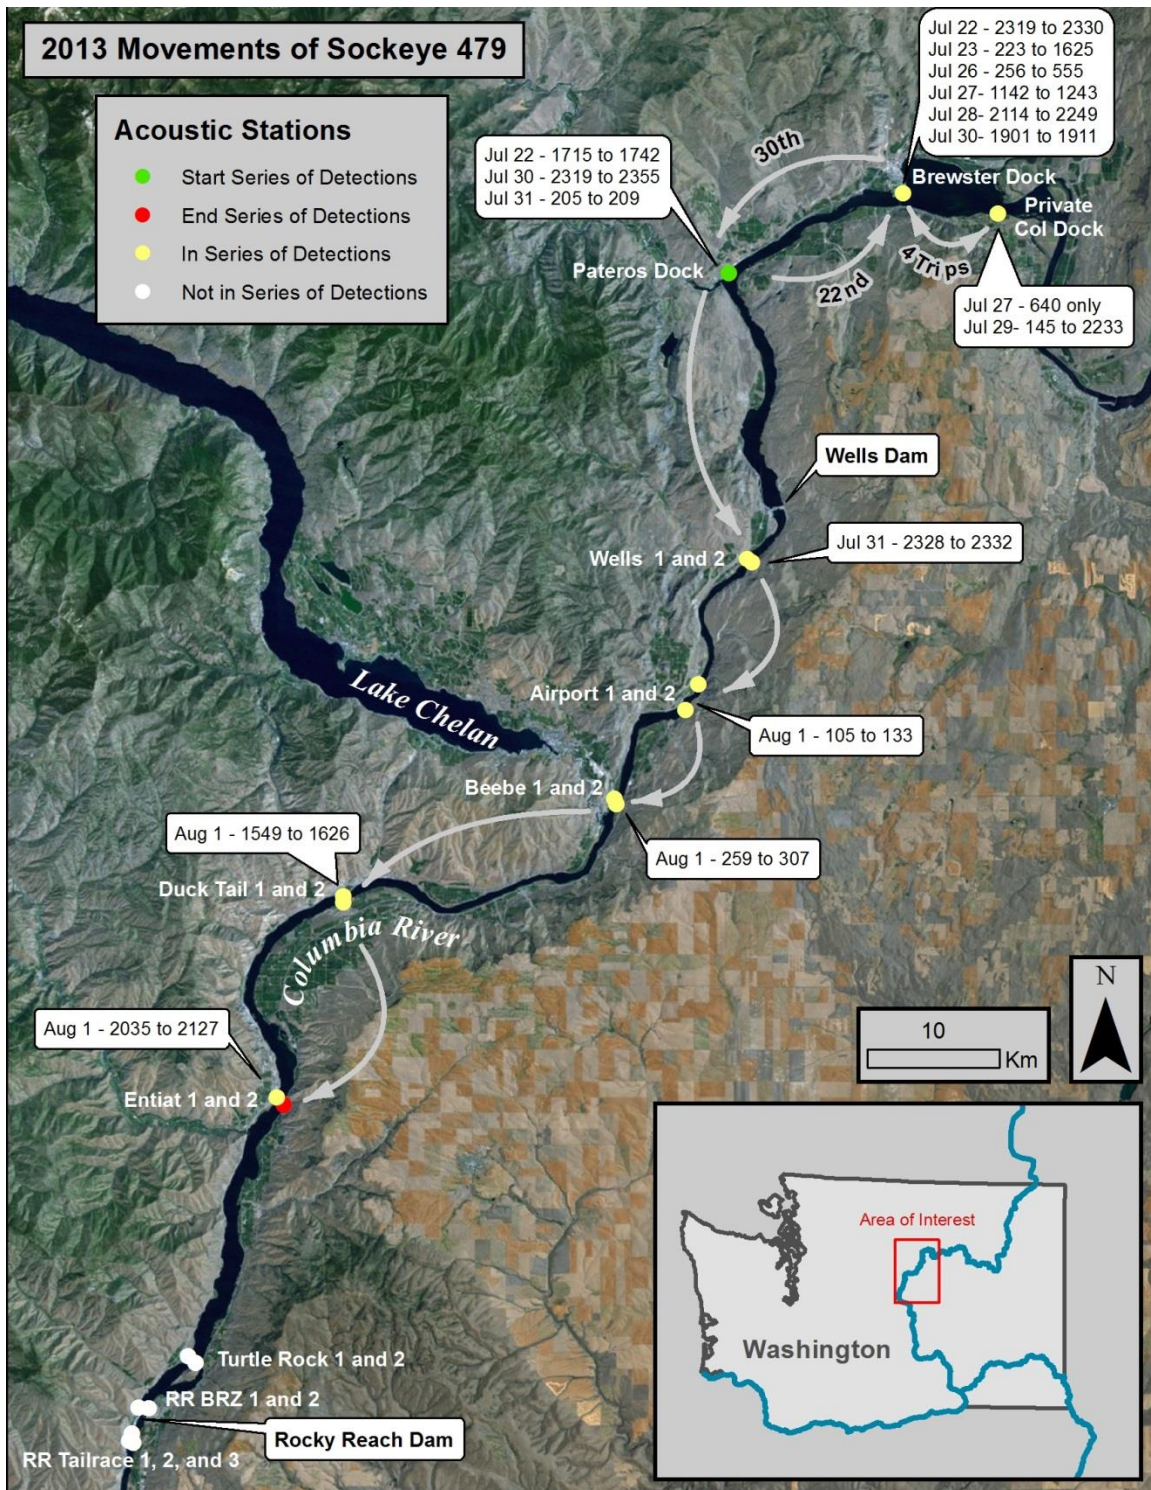 2013 Movements of Sockeye 479
Acoustic Stations
Start Series of Detections
End Series of Detections
In Series of Detections
Not in Series of Detections
Jul 22 - 2319 to 2330
Jul 23 - 223 to 1625
Jul 26 - 256 to 555
Jul 27- 1142 to 1243
Jul 28- 2114 to 2249
Jul 30- 1901 to 1911
Jul 22 - 1715 to 1742
Jul 30 - 2319 to 2355
Jul 31 - 205 to 209
30th
Brewster Dock
Private
Col Dock
4 Trips
22nd
Pateros Dock
Jul 27 - 640 only
Jul 29- 145 to 2233
Wells Dam
Wells 1 and 2
Jul 31 - 2328 to 2332
Lake Chelan
Airport 1 and 2
Aug 1 - 105 to 133
Beebe 1 and 2
Aug 1 - 1549 to 1626
Aug 1 - 259 to 307
Duck Tail 1 and 2
Columbia River
Aug 1 - 2035 to 2127
Entiat 1 and 2
N
10
Km
Area of Interest
Washington
Turtle Rock 1 and 2
RR BRZ 1 and 2
Rocky Reach Dam
RR Tailrace 1, 2, and 3